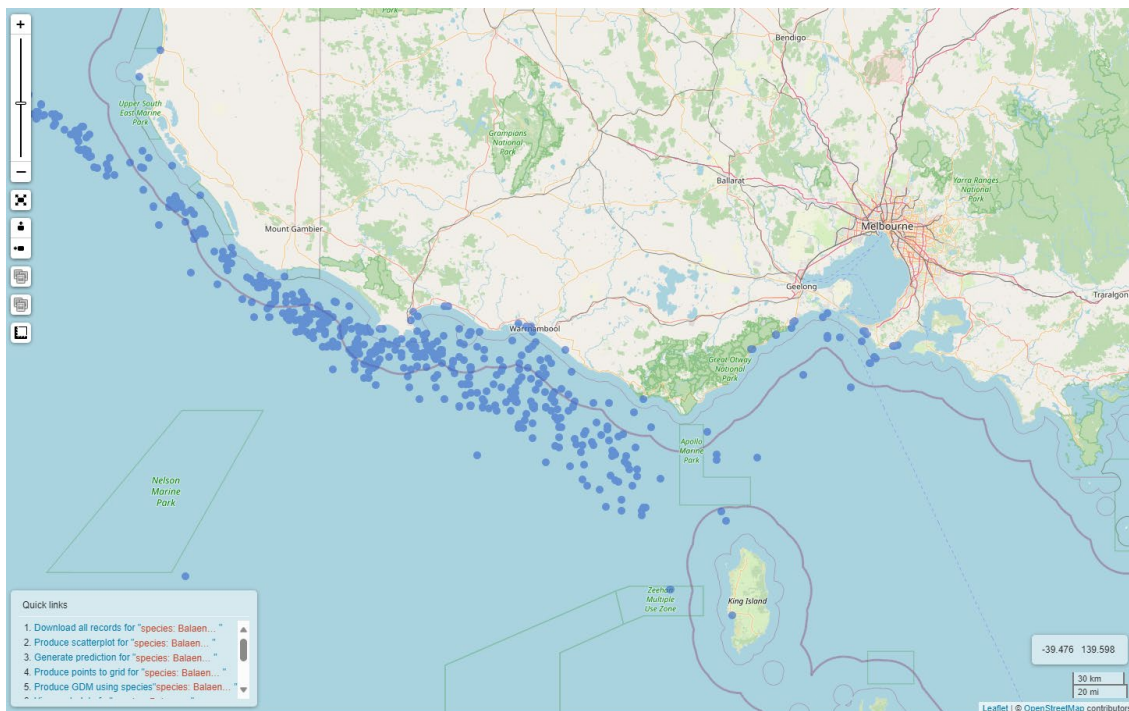 +
−
Upper South
East Marine
Park
Mount Gambier
Grampians
National
Park
Bendigo
Ballarat
Yarra Ranges
National
Park
Melbourne
Geelong
Traralgon
Warrnambool
Great Otway
National
Park
Apollo
Marine
Park
Nelson
Marine
Park
Zeehan
Multiple
Use Zone
King Island
Quick links
1. Download all records for "species: Balaen... "
2. Produce scatterplot for "species: Balaen... "
3. Generate prediction for "species: Balaen... "
4. Produce points to grid for "species: Balaen... "
5. Produce GDM using species"species: Balaen... "
-39.476 139.598
30 km
20 mi
Leaflet | © OpenStreetMap contributors